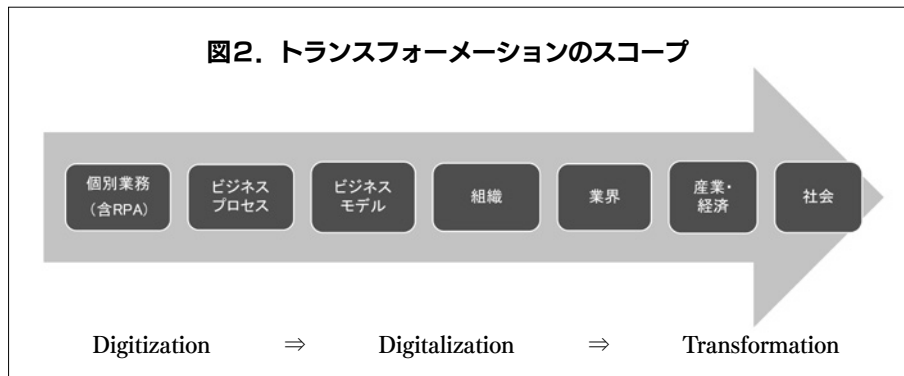 図2．トランスフォーメーションのスコープ
個別業務
（含RPA）
ビジネス
プロセス
ビジネス
モデル
組織
業界
産業・
経済
社会
Digitization ⇒ Digitalization ⇒ Transformation